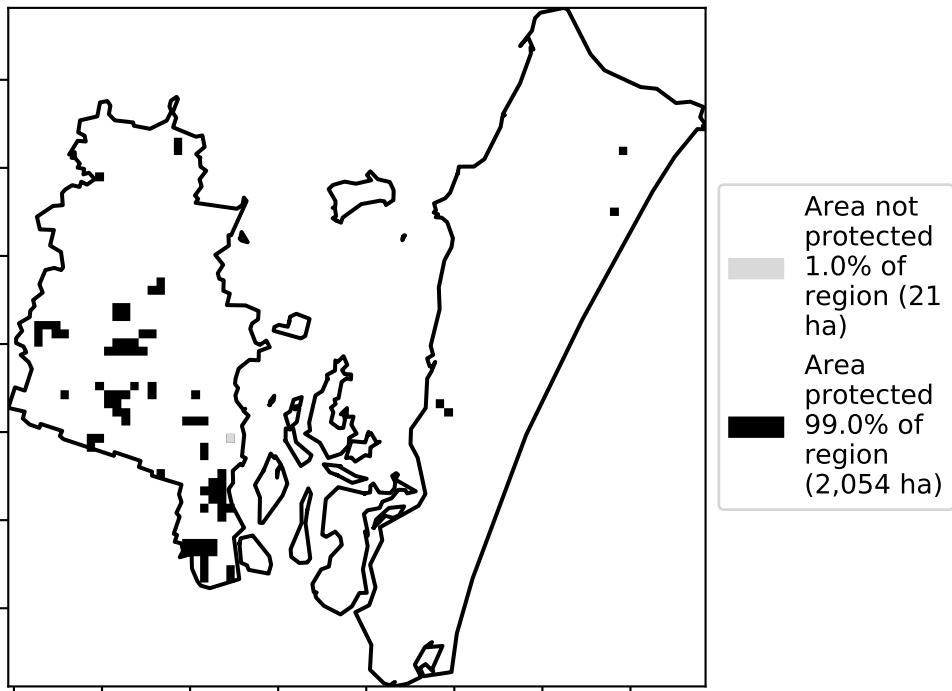 Area not
protected
1.0% of
region (21
ha)
Area
protected
99.0% of
region
(2,054 ha)